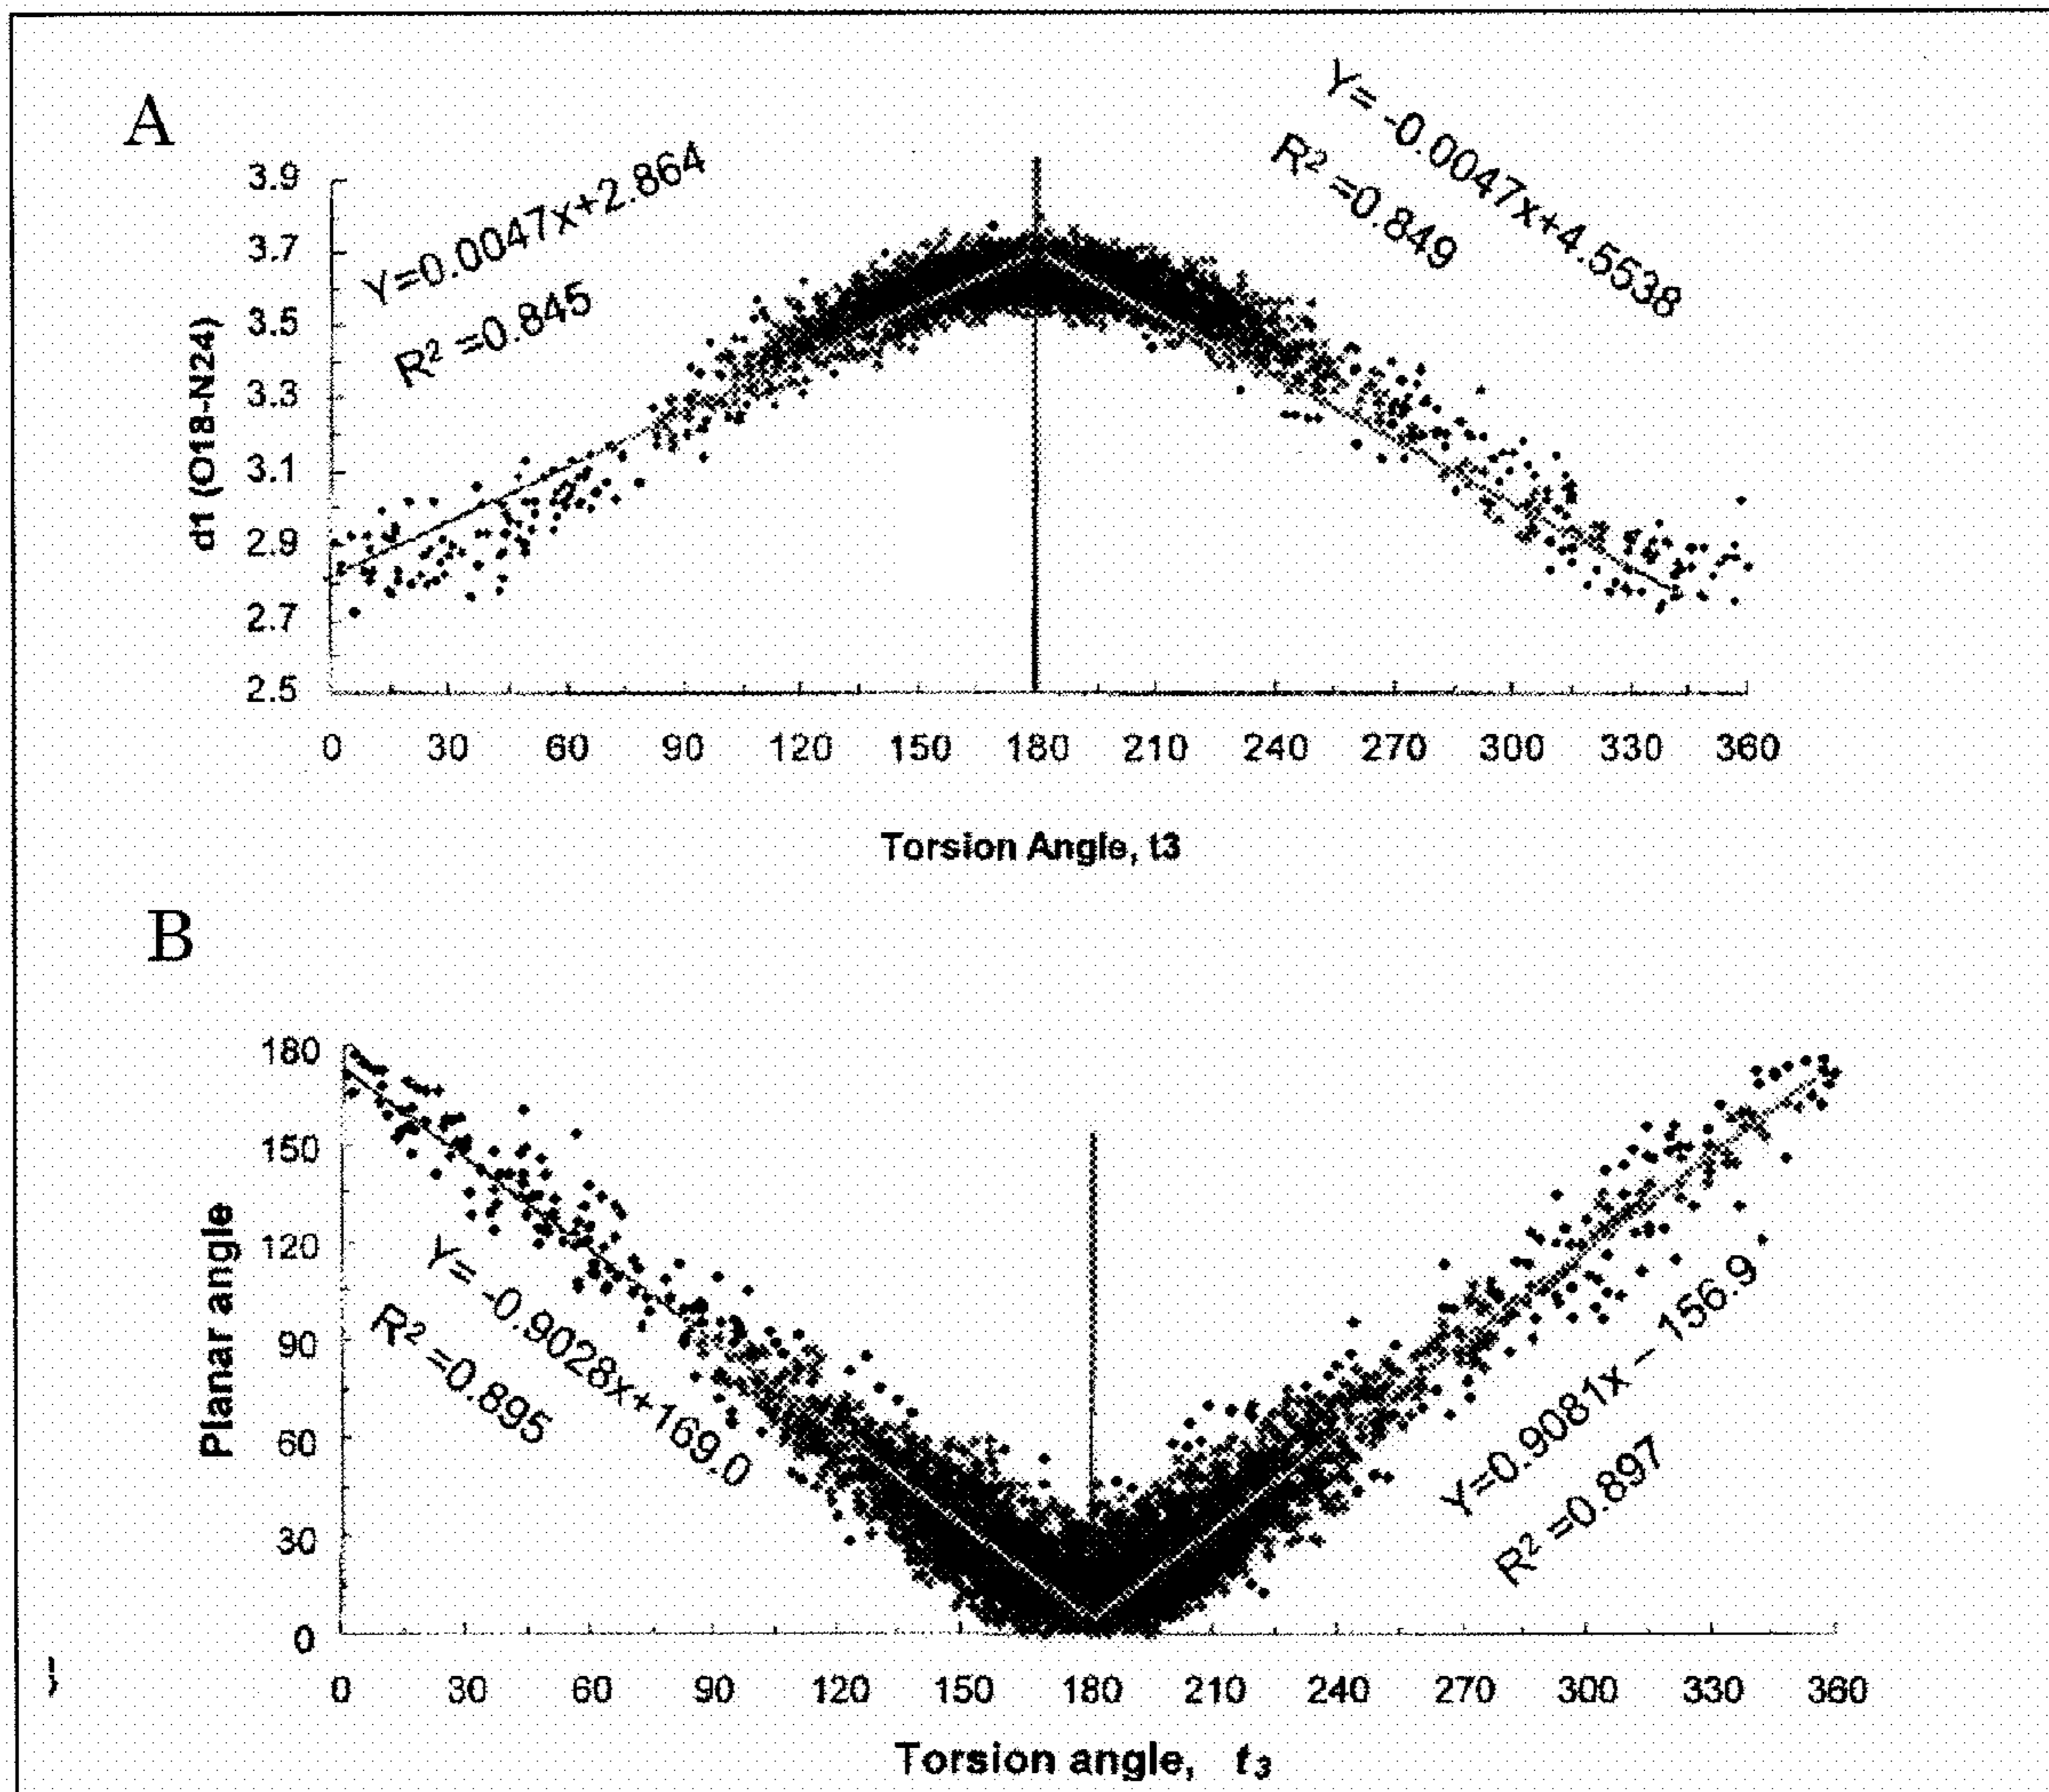 A
Y=0.0047x+2.864
R² =0.845
Y= -0.0047x+4.5538
R² =0.849
d1 (O18-N24)
3.9
3.7
3.5
3.3
3.1
2.9
2.7
2.5
0 30 60 90 120 150 180 210 240 270 300 330 360
Torsion Angle, t3
B
Planar angle
180
150
120
90
60
30
0
Y= -0.9028x+169.0
R² =0.895
Y=0.9081x – 156.9
R² =0.897
0 30 60 90 120 150 180 210 240 270 300 330 360
Torsion angle, t₃